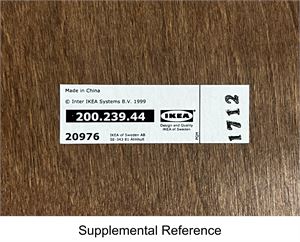 Made in China
© Inter IKEA Systems B.V. 1999
200.239.44
IKEA
Design and Quality
IKEA of Sweden
20976
IKEA of Sweden AB
SE-343 81 Älmhult
1712
Supplemental Reference